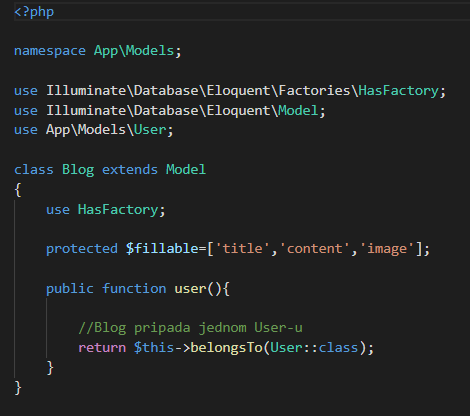 <?php
namespace App\Models;
use Illuminate\Database\Eloquent\Factories\HasFactory;
use Illuminate\Database\Eloquent\Model;
use App\Models\User;
class Blog extends Model
{
    use HasFactory;
    protected $fillable=['title','content','image'];
    public function user(){
        //Blog pripada jednom User-u
        return $this->belongsTo(User::class);
    }
}